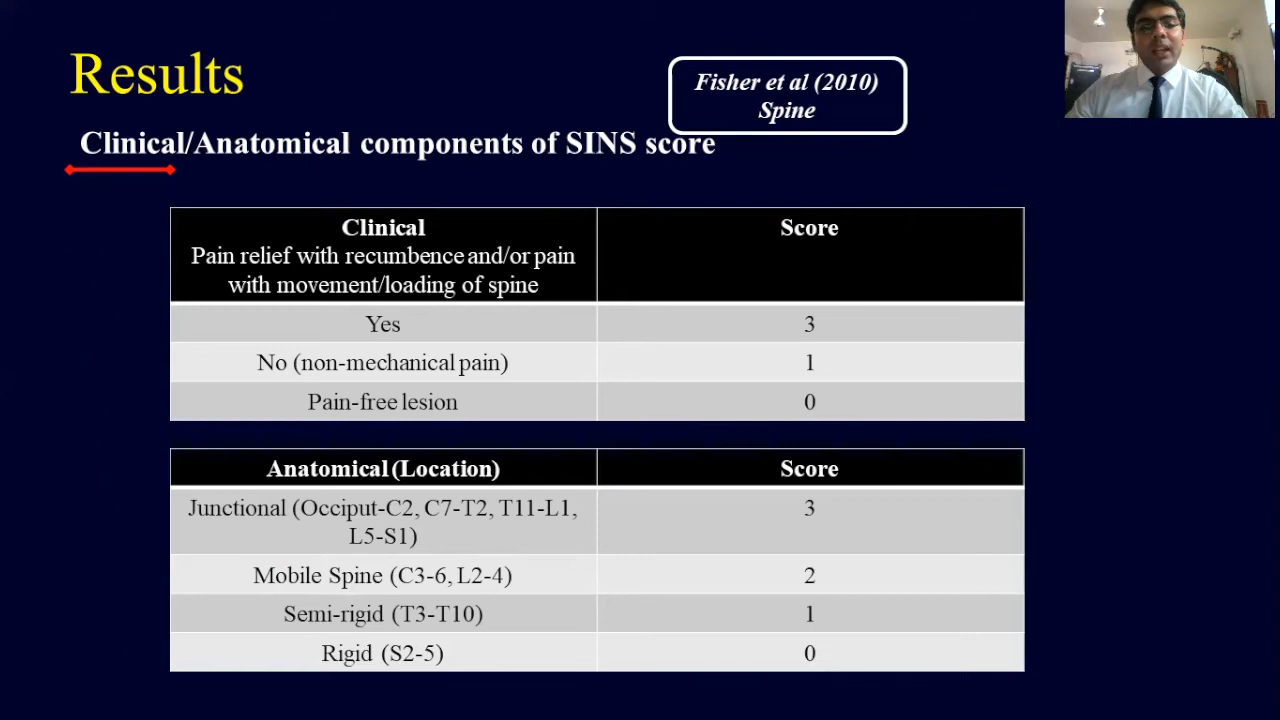 Results
Fisher et al (2010)
Spine
Clinical/Anatomical components of SINS score
Clinical
Pain relief with recumbence and/or pain
with movement/loading of spine
Score
Yes
3
No (non-mechanical pain)
1
Pain-free lesion
0
Anatomical (Location)
Score
Junctional (Occiput-C2, C7-T2, T11-L1,
L5-S1)
3
Mobile Spine (C3-6, L2-4)
2
Semi-rigid (T3-T10)
1
Rigid (S2-5)
0